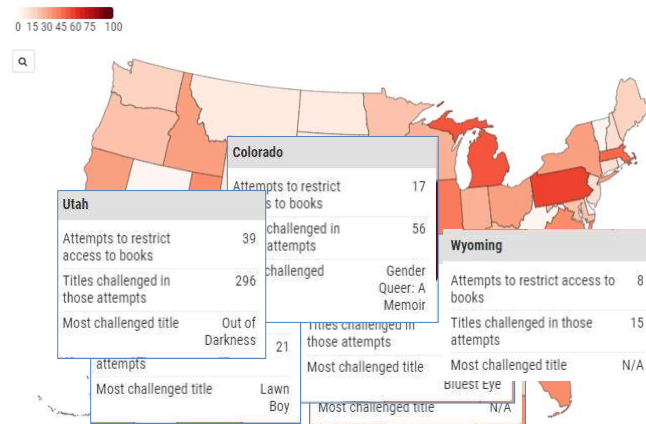 0 15 30 45 60 75 100
Colorado
Attempts to restrict 17
s to books
challenged in 56
attempts
challenged Gender
Queer: A
Memoir
Utah
Attempts to restrict 39
access to books
Titles challenged in 296
those attempts
Most challenged title Out of
Darkness
Wyoming
Attempts to restrict access to 8
books
Titles challenged in those 15
attempts
Most challenged title N/A
Titles challenged in
those attempts
Most challenged title
Bluest Eye
21
attempts
Most challenged title Lawn
Boy
Most challenged title N/A